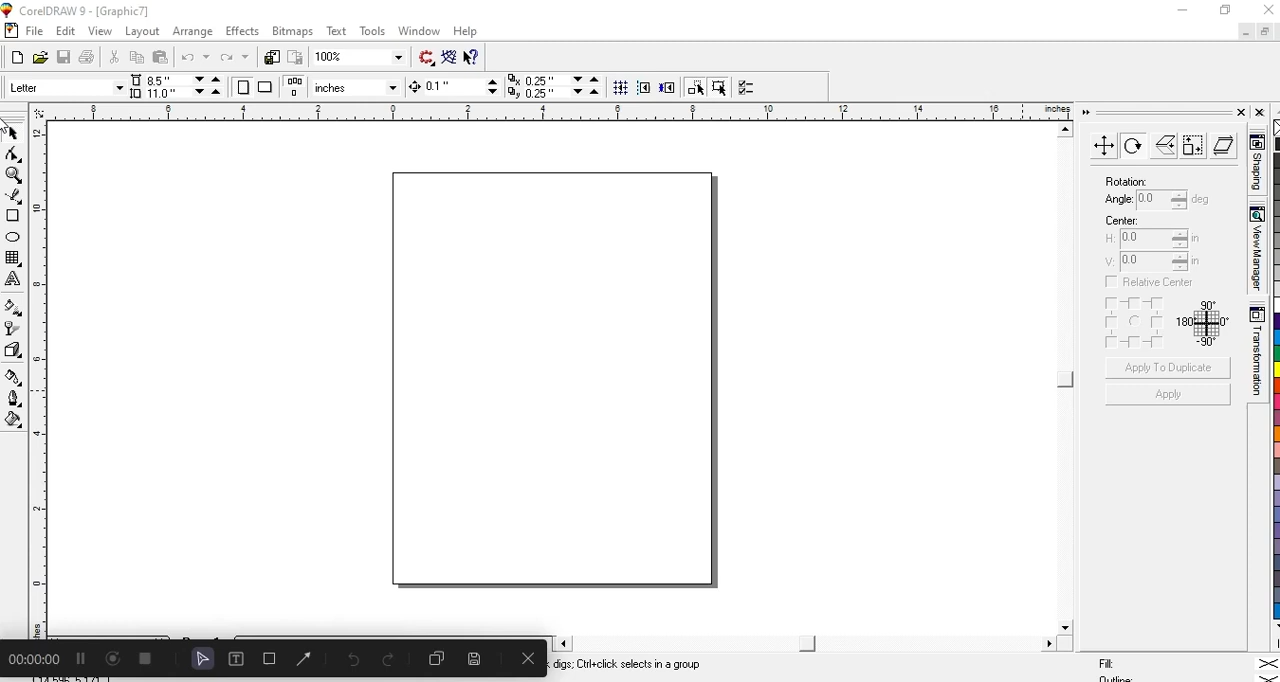 CorelDRAW 9 - [Graphic7]
File Edit View Layout Arrange Effects Bitmaps Text Tools Window Help
100%
Letter 8.5 " 11.0 " inches 0.1 " x 0.25 " y 0.25 "
8 6 4 2 0 2 4 6 8 10 12 14 16 inches
12
10
8
6
4
2
0
Rotation:
Angle: 0.0 deg
Center:
H: 0.0 in
V: 0.0 in
Relative Center
90°
180° 0°
-90°
Apply To Duplicate
Apply
Shaping
View Manager
Transformation
00:00:00
digs; Ctrl+click selects in a group
Fill:
Outline: